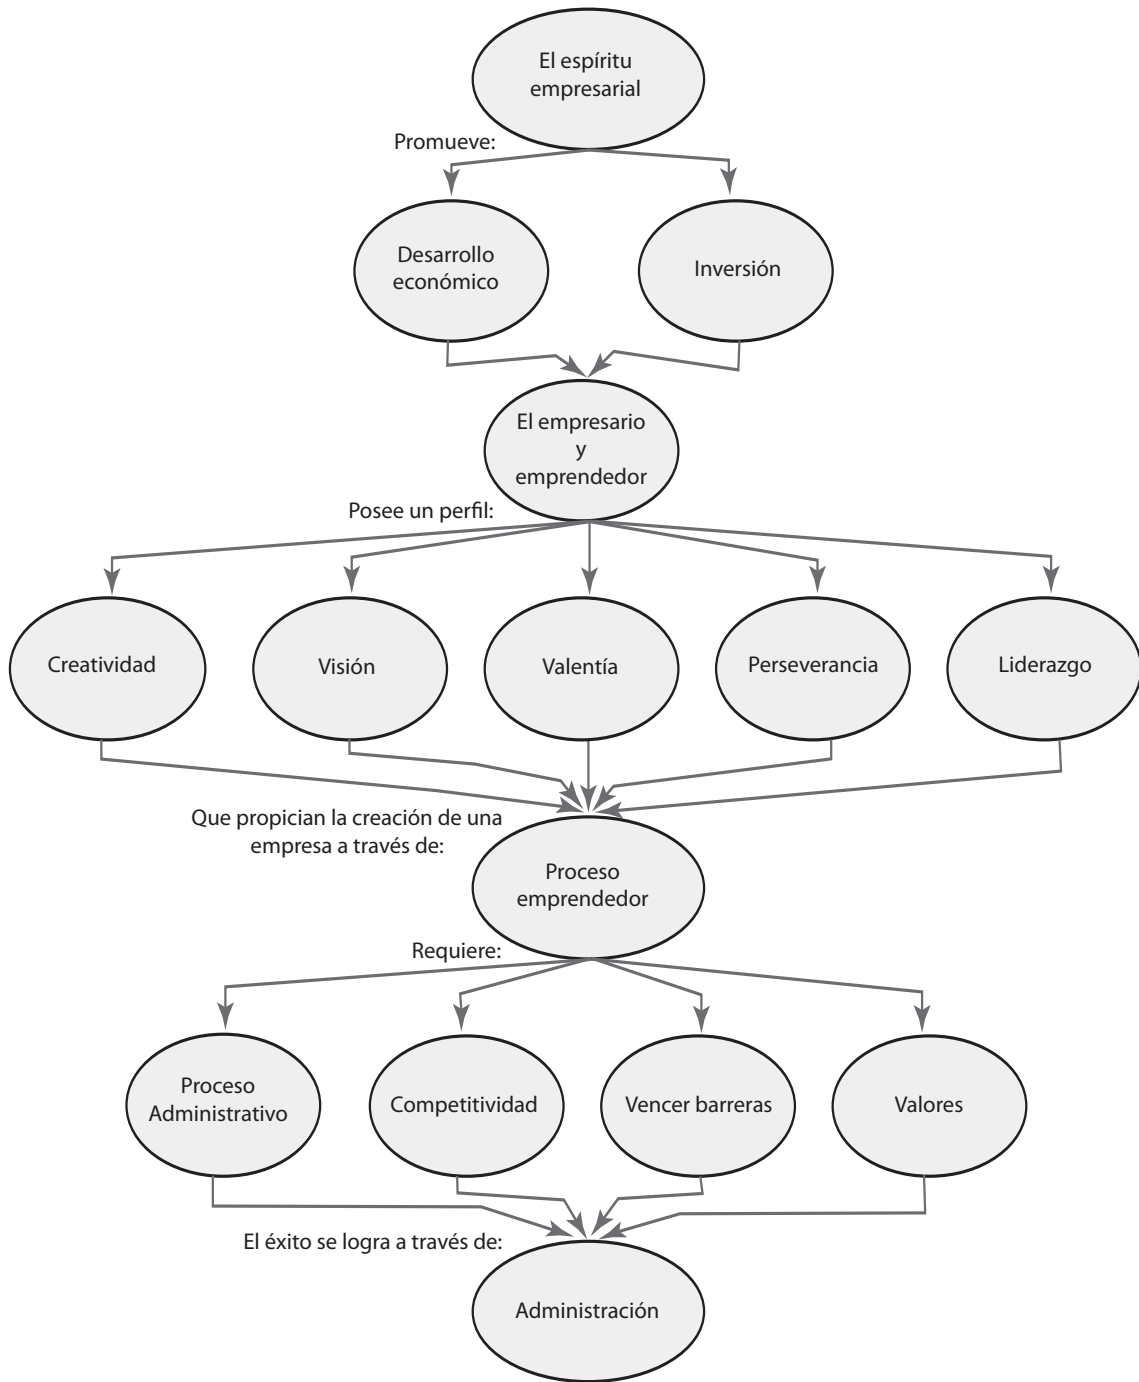 El espíritu
empresarial
Promueve:
Desarrollo
económico
Inversión
El empresario
y
emprendedor
Posee un perfil:
Creatividad
Visión
Valentía
Perseverancia
Liderazgo
Que propician la creación de una
empresa a través de:
Proceso
emprendedor
Requiere:
Proceso
Administrativo
Competitividad
Vencer barreras
Valores
El éxito se logra a través de:
Administración